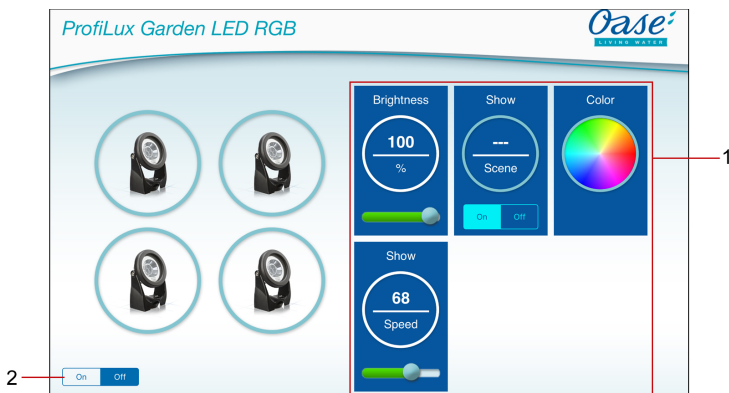 ProfiLux Garden LED RGB
Oase
LIVING WATER
Brightness
100
%
Show
---
Scene
On Off
Color
1
Show
68
Speed
2
On Off